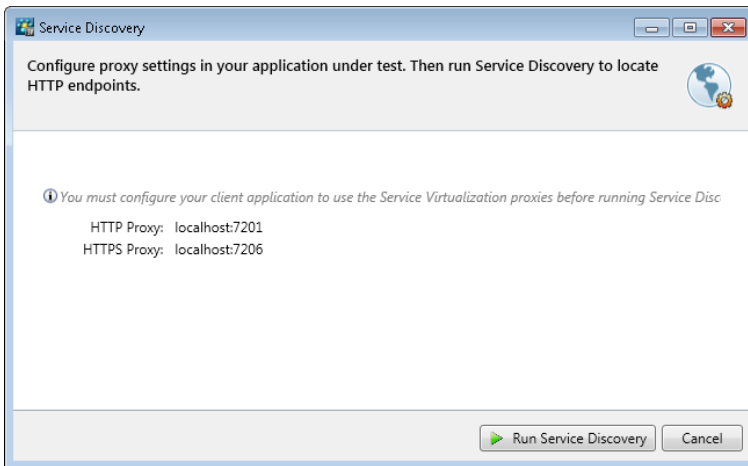 Service Discovery
Configure proxy settings in your application under test. Then run Service Discovery to locate
HTTP endpoints.
You must configure your client application to use the Service Virtualization proxies before running Service Disc
HTTP Proxy: localhost:7201
HTTPS Proxy: localhost:7206
Run Service Discovery Cancel